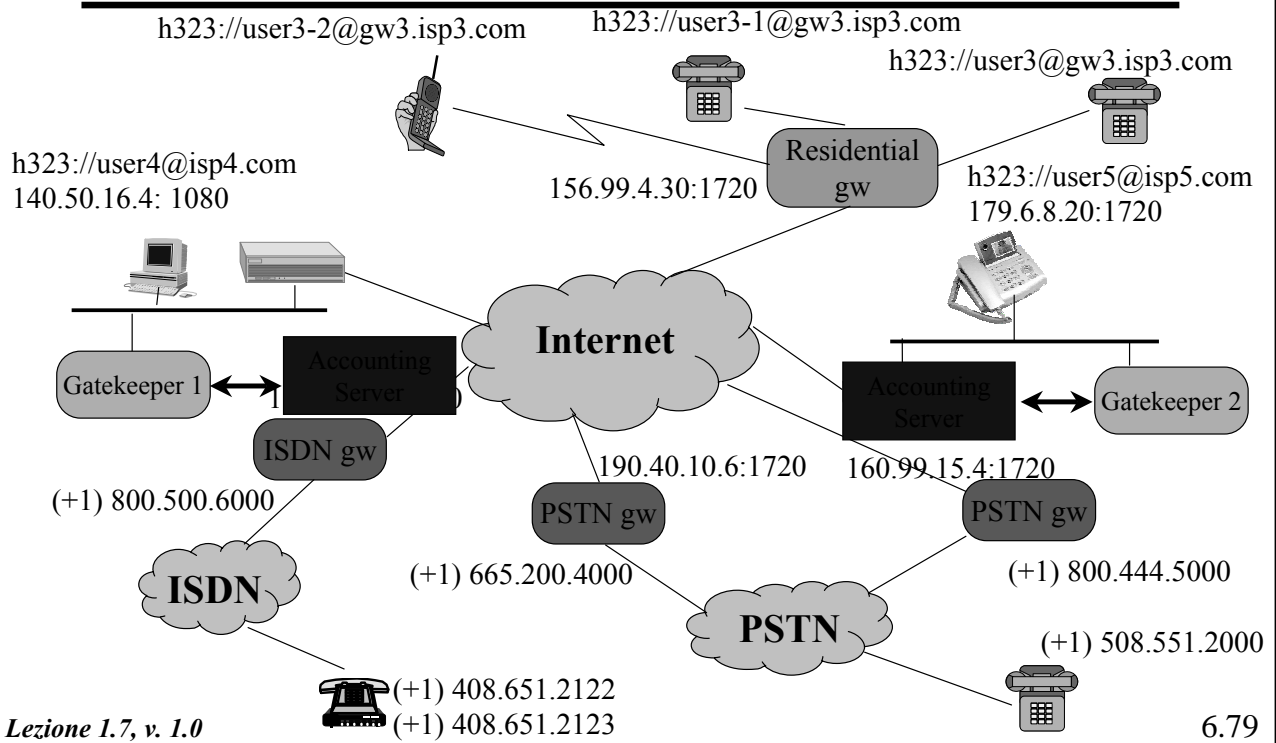 h323://user3-2@gw3.isp3.com
h323://user3-1@gw3.isp3.com
h323://user3@gw3.isp3.com
h323://user4@isp4.com
140.50.16.4: 1080
156.99.4.30:1720
Residential
gw
h323://user5@isp5.com
179.6.8.20:1720
Internet
Gatekeeper 1
Accounting
Server
Accounting
Server
Gatekeeper 2
ISDN gw
190.40.10.6:1720
160.99.15.4:1720
(+1) 800.500.6000
PSTN gw
PSTN gw
(+1) 665.200.4000
(+1) 800.444.5000
ISDN
PSTN
(+1) 508.551.2000
(+1) 408.651.2122
(+1) 408.651.2123
Lezione 1.7, v. 1.0
6.79